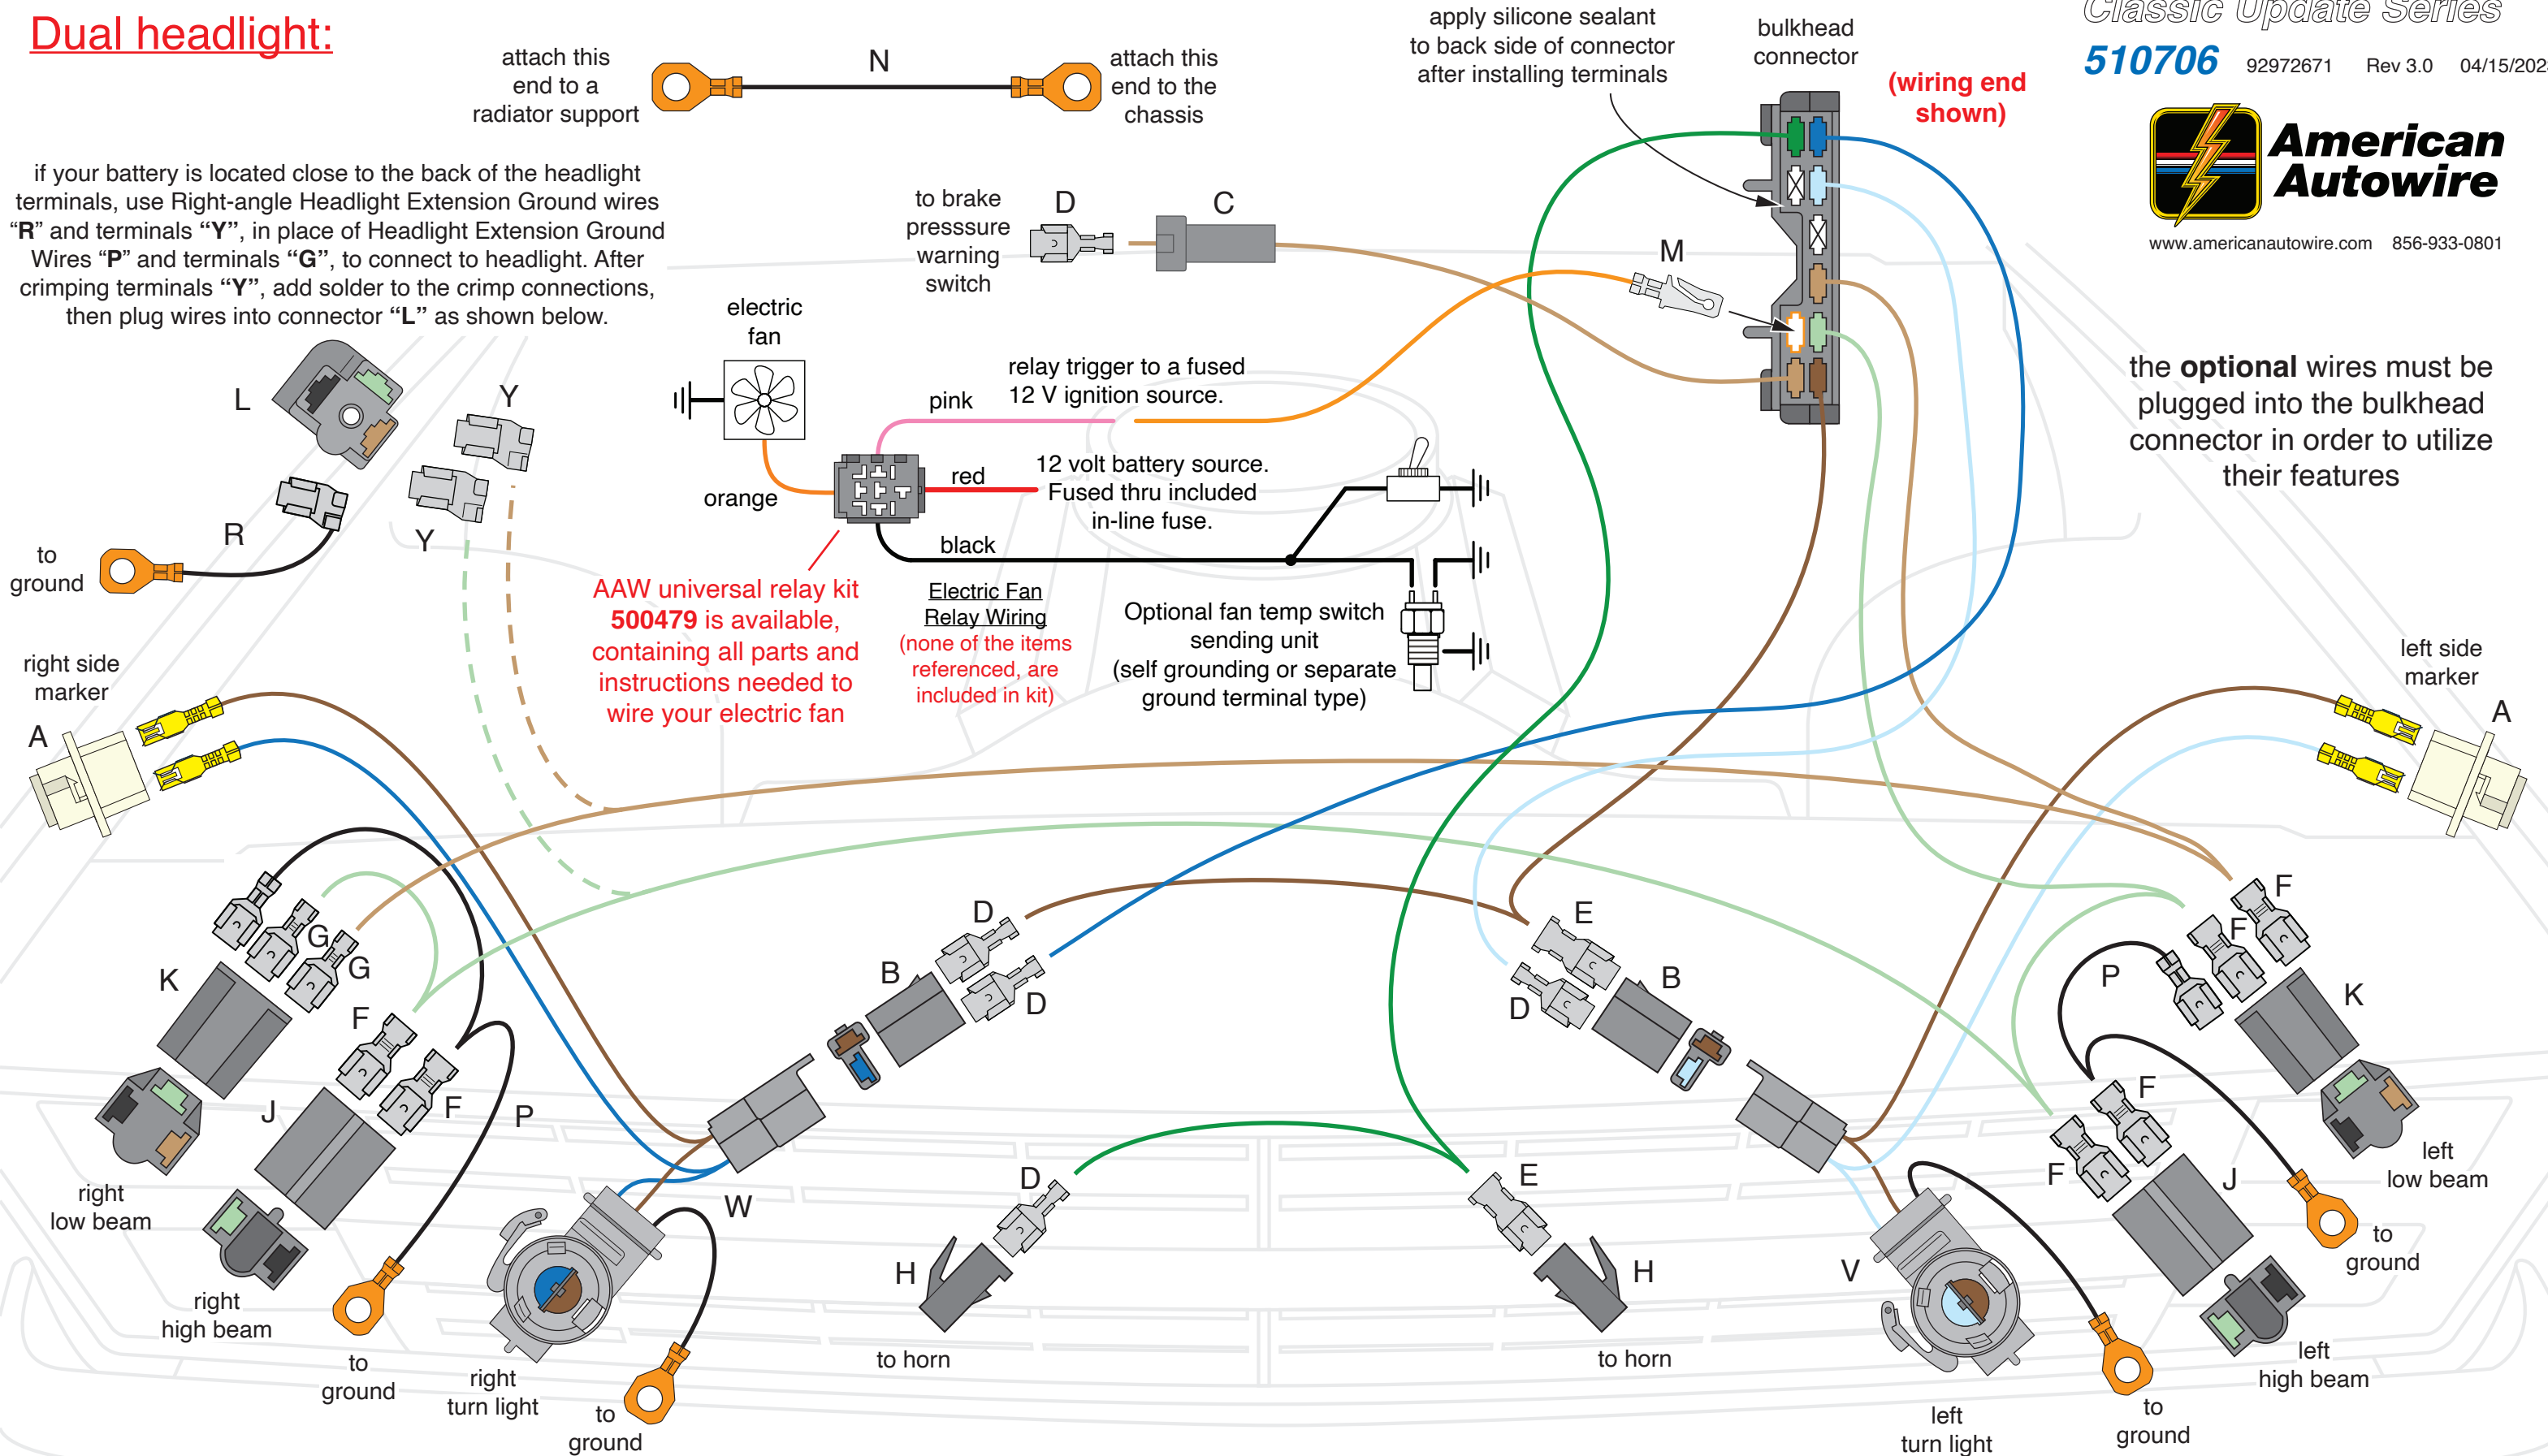 Dual headlight:
attach this
end to a
radiator support
N
attach this
end to the
chassis
apply silicone sealant
to back side of connector
after installing terminals
bulkhead
connector
(wiring end
shown)
Classic Update Series
510706 92972671 Rev 3.0 04/15/202
American
Autowire
www.americanautowire.com 856-933-0801
if your battery is located close to the back of the headlight
terminals, use Right-angle Headlight Extension Ground wires
“R” and terminals “Y”, in place of Headlight Extension Ground
Wires “P” and terminals “G”, to connect to headlight. After
crimping terminals “Y”, add solder to the crimp connections,
then plug wires into connector “L” as shown below.
to brake
presssure
warning
switch
D
C
M
electric
fan
relay trigger to a fused
12 V ignition source.
pink
orange
red
12 volt battery source.
Fused thru included
in-line fuse.
black
the optional wires must be
plugged into the bulkhead
connector in order to utilize
their features
L
Y
Y
R
to
ground
AAW universal relay kit
500479 is available,
containing all parts and
instructions needed to
wire your electric fan
Electric Fan
Relay Wiring
(none of the items
referenced, are
included in kit)
Optional fan temp switch
sending unit
(self grounding or separate
ground terminal type)
right side
marker
A
left side
marker
A
G
G
K
F
F
J
P
right
low beam
right
high beam
to
ground
D
D
B
W
right
turn light
to
ground
D
H
to horn
E
D
B
E
H
to horn
F
F
P
K
F
F
J
left
low beam
to
ground
V
left
high beam
left
turn light
to
ground